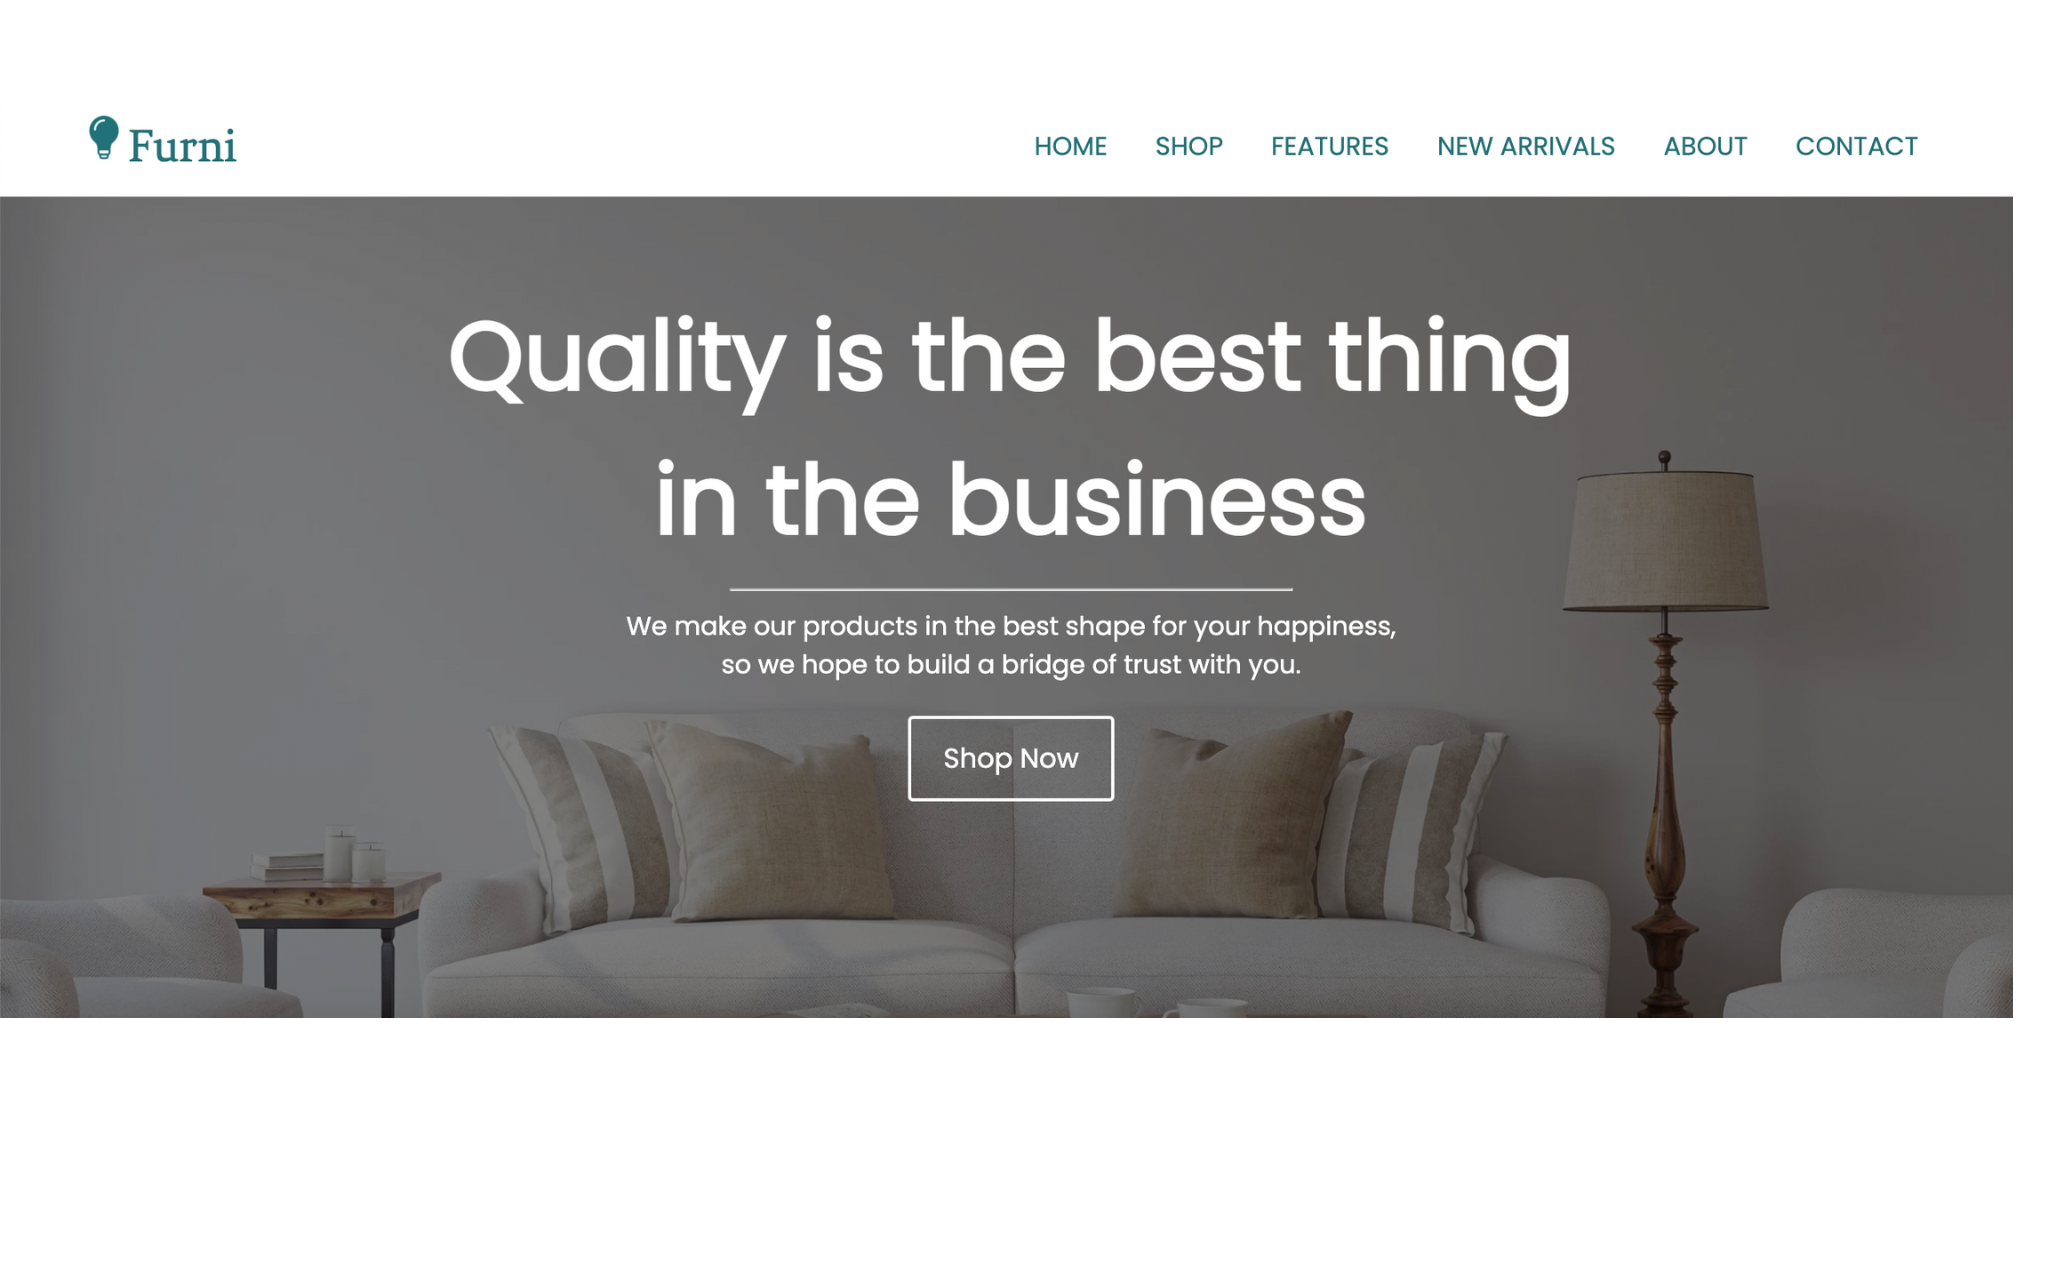 Furni
HOME SHOP FEATURES NEW ARRIVALS ABOUT CONTACT
Quality is the best thing
in the business
We make our products in the best shape for your happiness,
so we hope to build a bridge of trust with you.
Shop Now